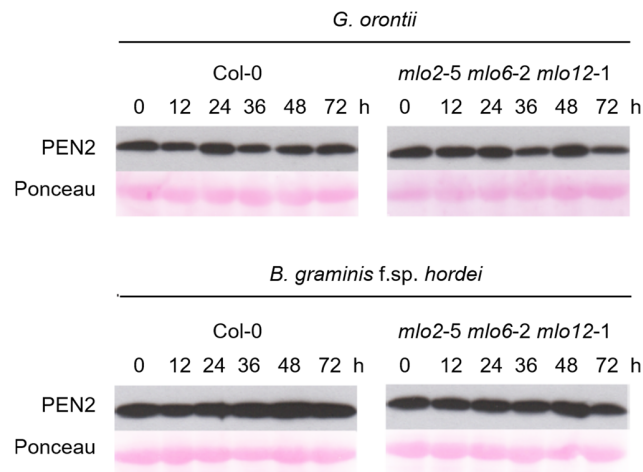 G. orontii
Col-0 mlo2-5 mlo6-2 mlo12-1
0 12 24 36 48 72 h 0 12 24 36 48 72 h
PEN2
Ponceau
B. graminis f.sp. hordei
Col-0 mlo2-5 mlo6-2 mlo12-1
0 12 24 36 48 72 h 0 12 24 36 48 72 h
PEN2
Ponceau